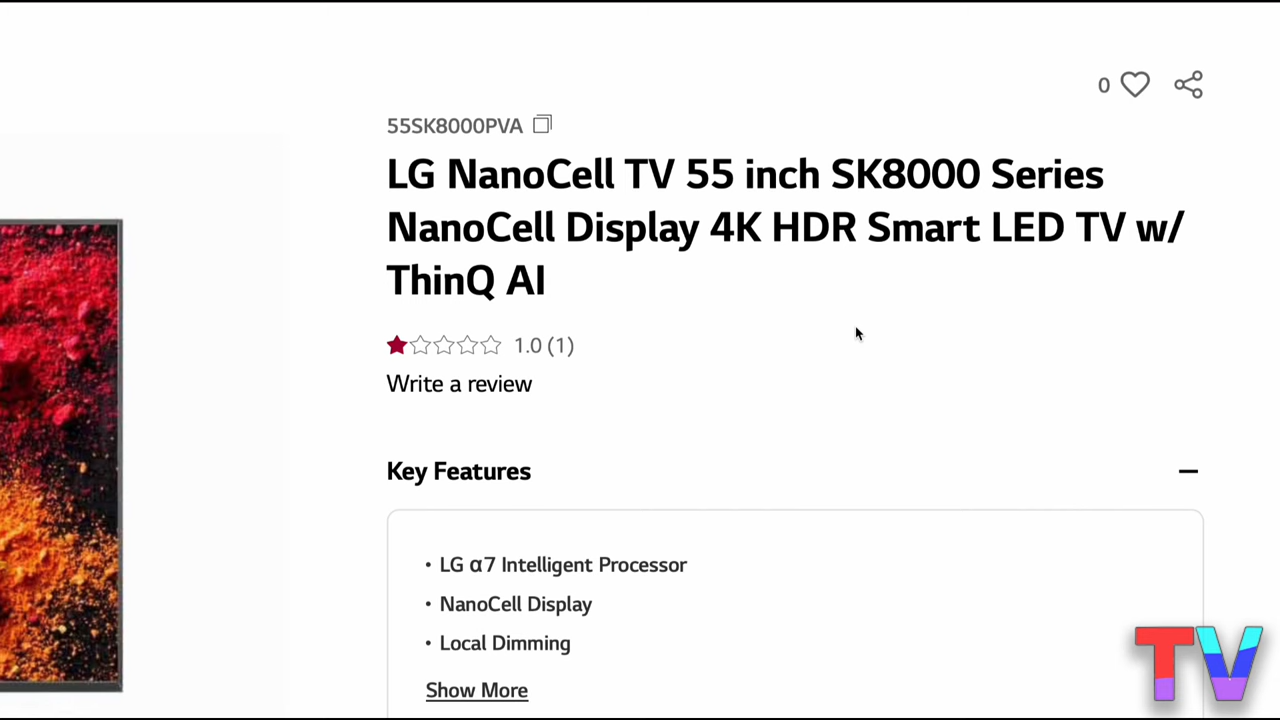 0
55SK8000PVA
LG NanoCell TV 55 inch SK8000 Series
NanoCell Display 4K HDR Smart LED TV w/
ThinQ AI
1.0 (1)
Write a review
Key Features
• LG α7 Intelligent Processor
• NanoCell Display
• Local Dimming
Show More
TV